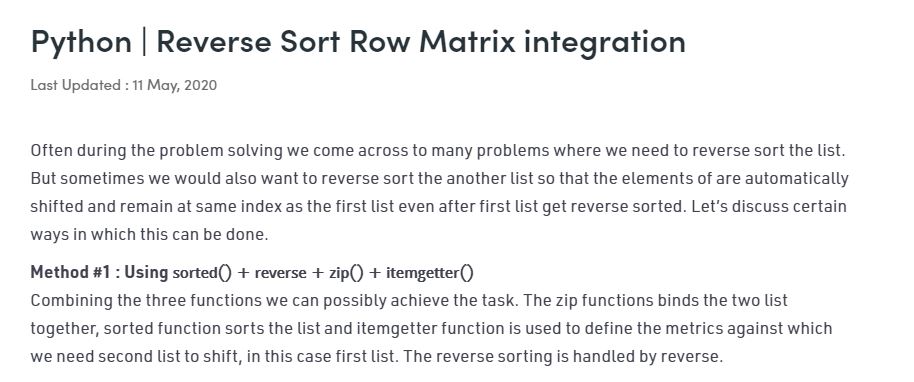 Python | Reverse Sort Row Matrix integration
Last Updated : 11 May, 2020
Often during the problem solving we come across to many problems where we need to reverse sort the list.
But sometimes we would also want to reverse sort the another list so that the elements of are automatically
shifted and remain at same index as the first list even after first list get reverse sorted. Let’s discuss certain
ways in which this can be done.
Method #1 : Using sorted() + reverse + zip() + itemgetter()
Combining the three functions we can possibly achieve the task. The zip functions binds the two list
together, sorted function sorts the list and itemgetter function is used to define the metrics against which
we need second list to shift, in this case first list. The reverse sorting is handled by reverse.